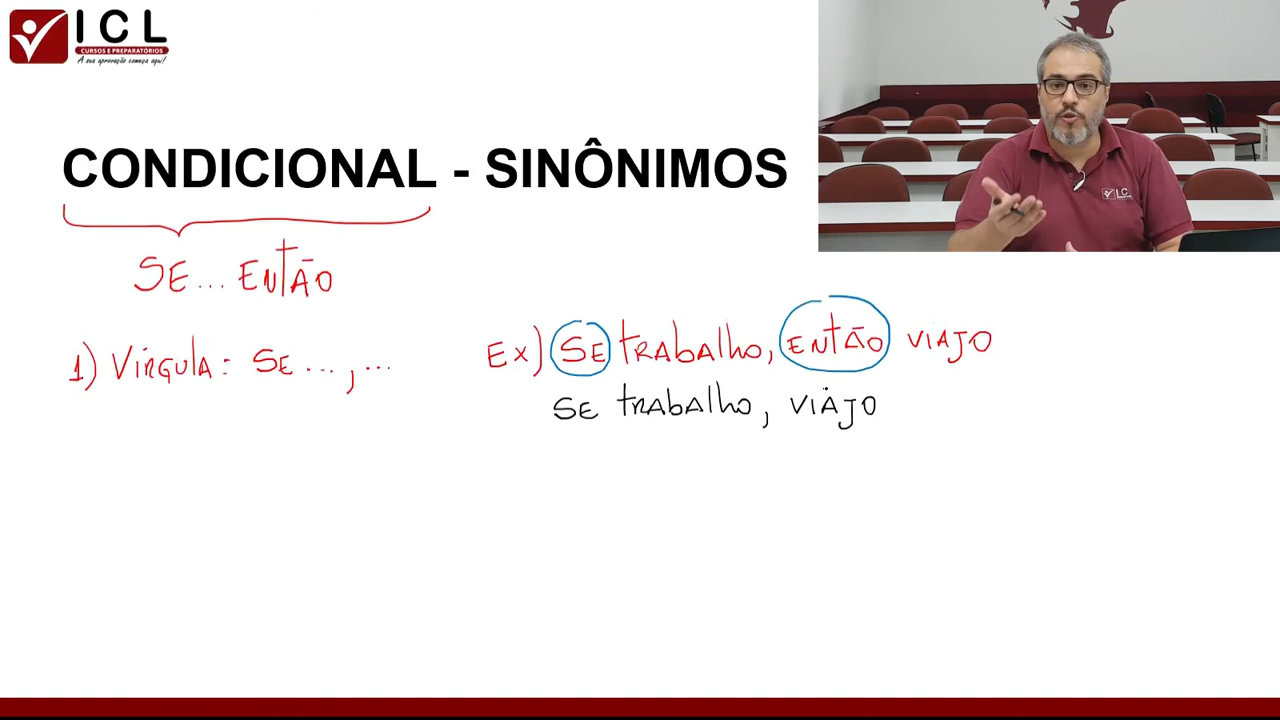 ICL
CURSOS E PREPARATÓRIOS
A sua aprovação começa aqui!
CONDICIONAL - SINÔNIMOS
SE... ENTÃO
1) VÍRGULA: SE ..., ...
EX) SE TRABALHO, ENTÃO VIAJO
SE TRABALHO, VIAJO
ICL